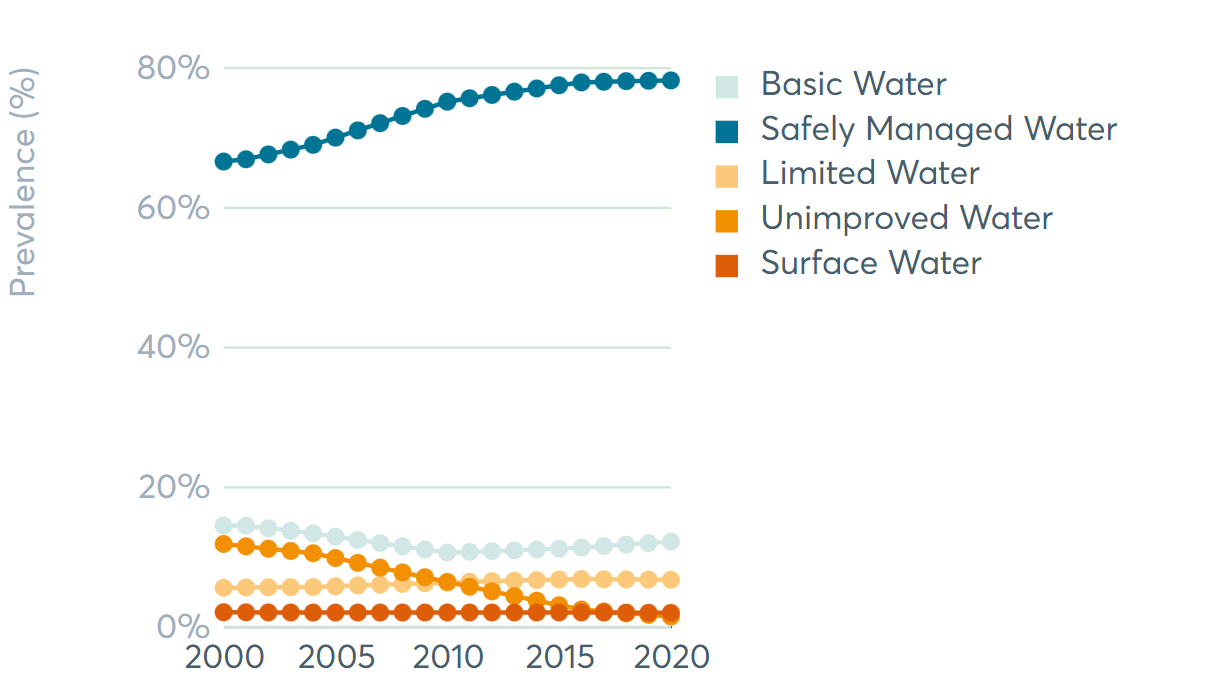 Prevalence (%)
80%
60%
40%
20%
0%
2000 2005 2010 2015 2020
Basic Water
Safely Managed Water
Limited Water
Unimproved Water
Surface Water